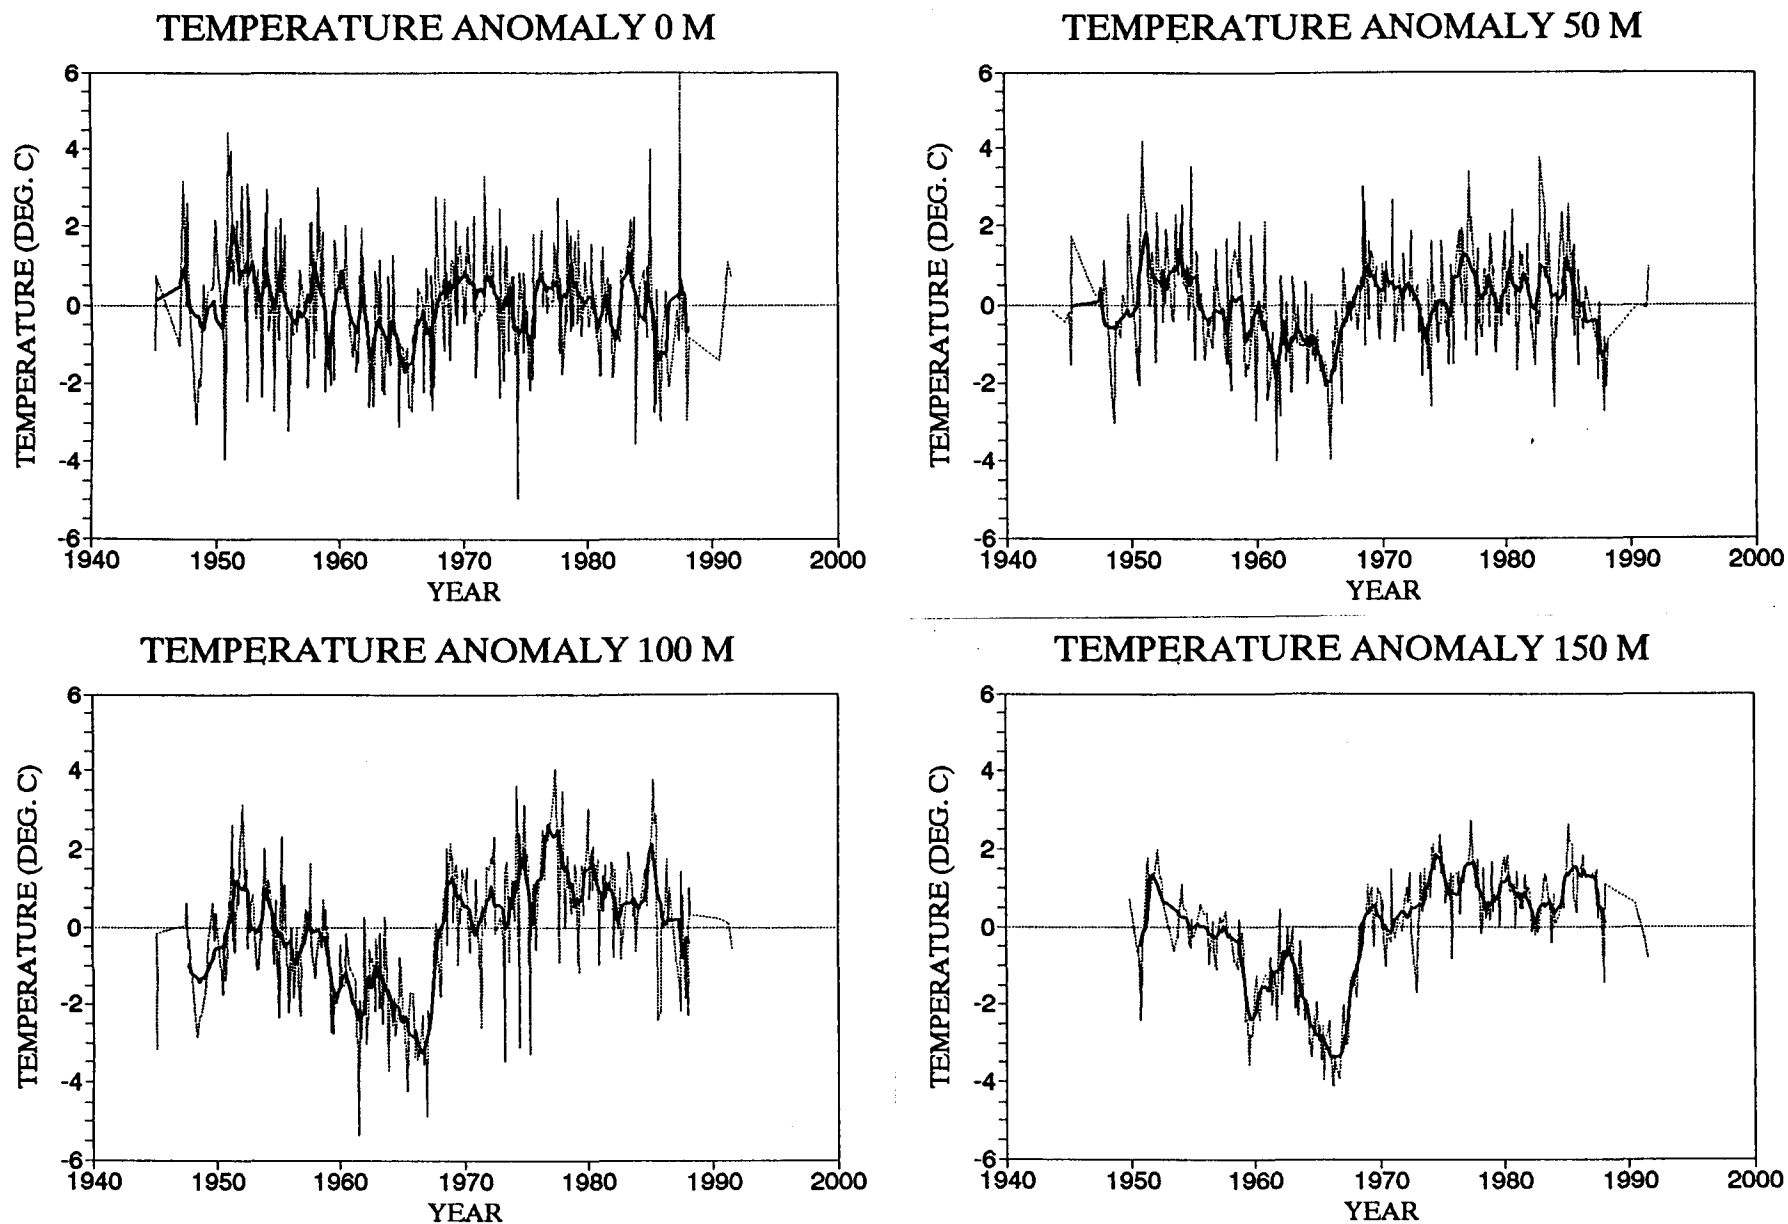 TEMPERATURE ANOMALY 0 M
TEMPERATURE (DEG. C)
6
4
2
0
-2
-4
-6
1940 1950 1960 1970 1980 1990 2000
YEAR
TEMPERATURE ANOMALY 50 M
TEMPERATURE (DEG. C)
6
4
2
0
-2
-4
-6
1940 1950 1960 1970 1980 1990 2000
YEAR
TEMPERATURE ANOMALY 100 M
TEMPERATURE (DEG. C)
6
4
2
0
-2
-4
-6
1940 1950 1960 1970 1980 1990 2000
YEAR
TEMPERATURE ANOMALY 150 M
TEMPERATURE (DEG. C)
6
4
2
0
-2
-4
-6
1940 1950 1960 1970 1980 1990 2000
YEAR